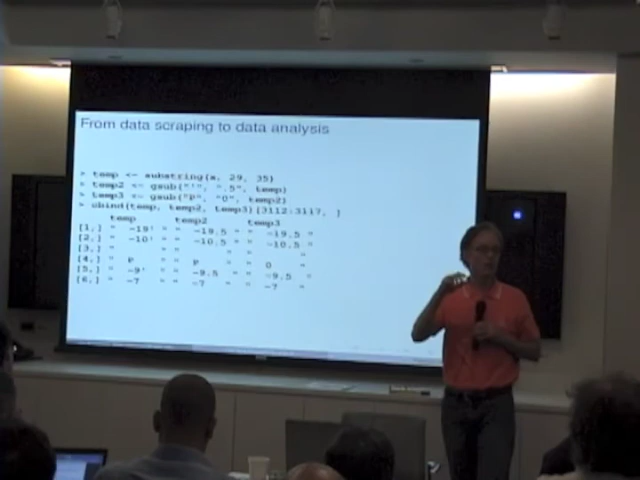 From data scraping to data analysis
> temp <- substring(a, 29, 35)
> temp2 <- gsub("'", ".5", temp)
> temp3 <- gsub("P", "0", temp2)
> cbind(temp, temp2, temp3)[3112:3117, ]
temp temp2 temp3
[1,] " -19' " " -19.5 " " -19.5 "
[2,] " -10' " " -10.5 " " -10.5 "
[3,] " " " " " "
[4,] " P " " P " " 0 "
[5,] " -9' " " -9.5 " " -9.5 "
[6,] " -7 " " -7 " " -7 "